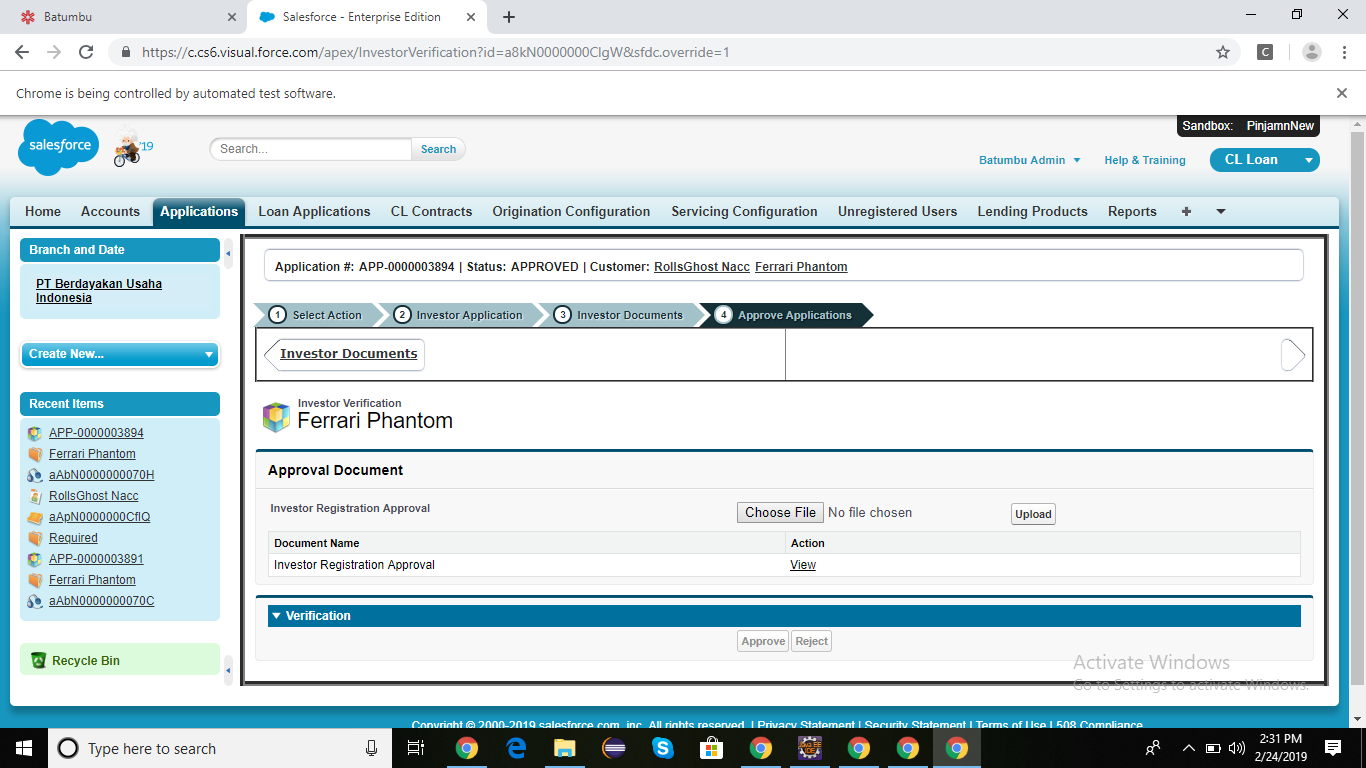 Batumbu
Salesforce - Enterprise Edition
https://c.cs6.visual.force.com/apex/InvestorVerification?id=a8kN0000000CIgW&sfdc.override=1
C
Chrome is being controlled by automated test software.
salesforce
'19
Search...
Search
Sandbox: PinjamnNew
Batumbu Admin
Help & Training
CL Loan
Home
Accounts
Applications
Loan Applications
CL Contracts
Origination Configuration
Servicing Configuration
Unregistered Users
Lending Products
Reports
Branch and Date
PT Berdayakan Usaha
Indonesia
Create New...
Recent Items
APP-0000003894
Ferrari Phantom
aAbN0000000070H
RollsGhost Nacc
aApN0000000CflQ
Required
APP-0000003891
Ferrari Phantom
aAbN0000000070C
Recycle Bin
Application #: APP-0000003894 | Status: APPROVED | Customer: RollsGhost Nacc Ferrari Phantom
1 Select Action
2 Investor Application
3 Investor Documents
4 Approve Applications
Investor Documents
Investor Verification
Ferrari Phantom
Approval Document
Investor Registration Approval
Choose File No file chosen
Upload
Document Name
Action
Investor Registration Approval
View
Verification
Approve
Reject
Activate Windows
Go to Settings to activate Windows.
Copyright © 2000-2019 salesforce.com, inc. All rights reserved. | Privacy Statement | Security Statement | Terms of Use | 508 Compliance
Type here to search
2:31 PM
2/24/2019